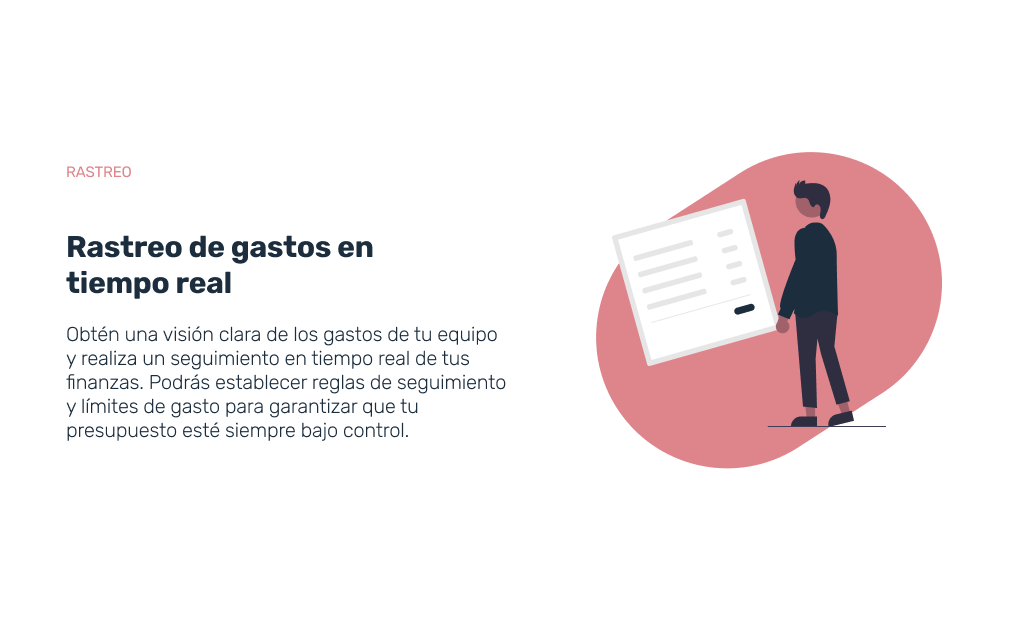 RASTREO
Rastreo de gastos en
tiempo real
Obtén una visión clara de los gastos de tu equipo
y realiza un seguimiento en tiempo real de tus
finanzas. Podrás establecer reglas de seguimiento
y límites de gasto para garantizar que tu
presupuesto esté siempre bajo control.